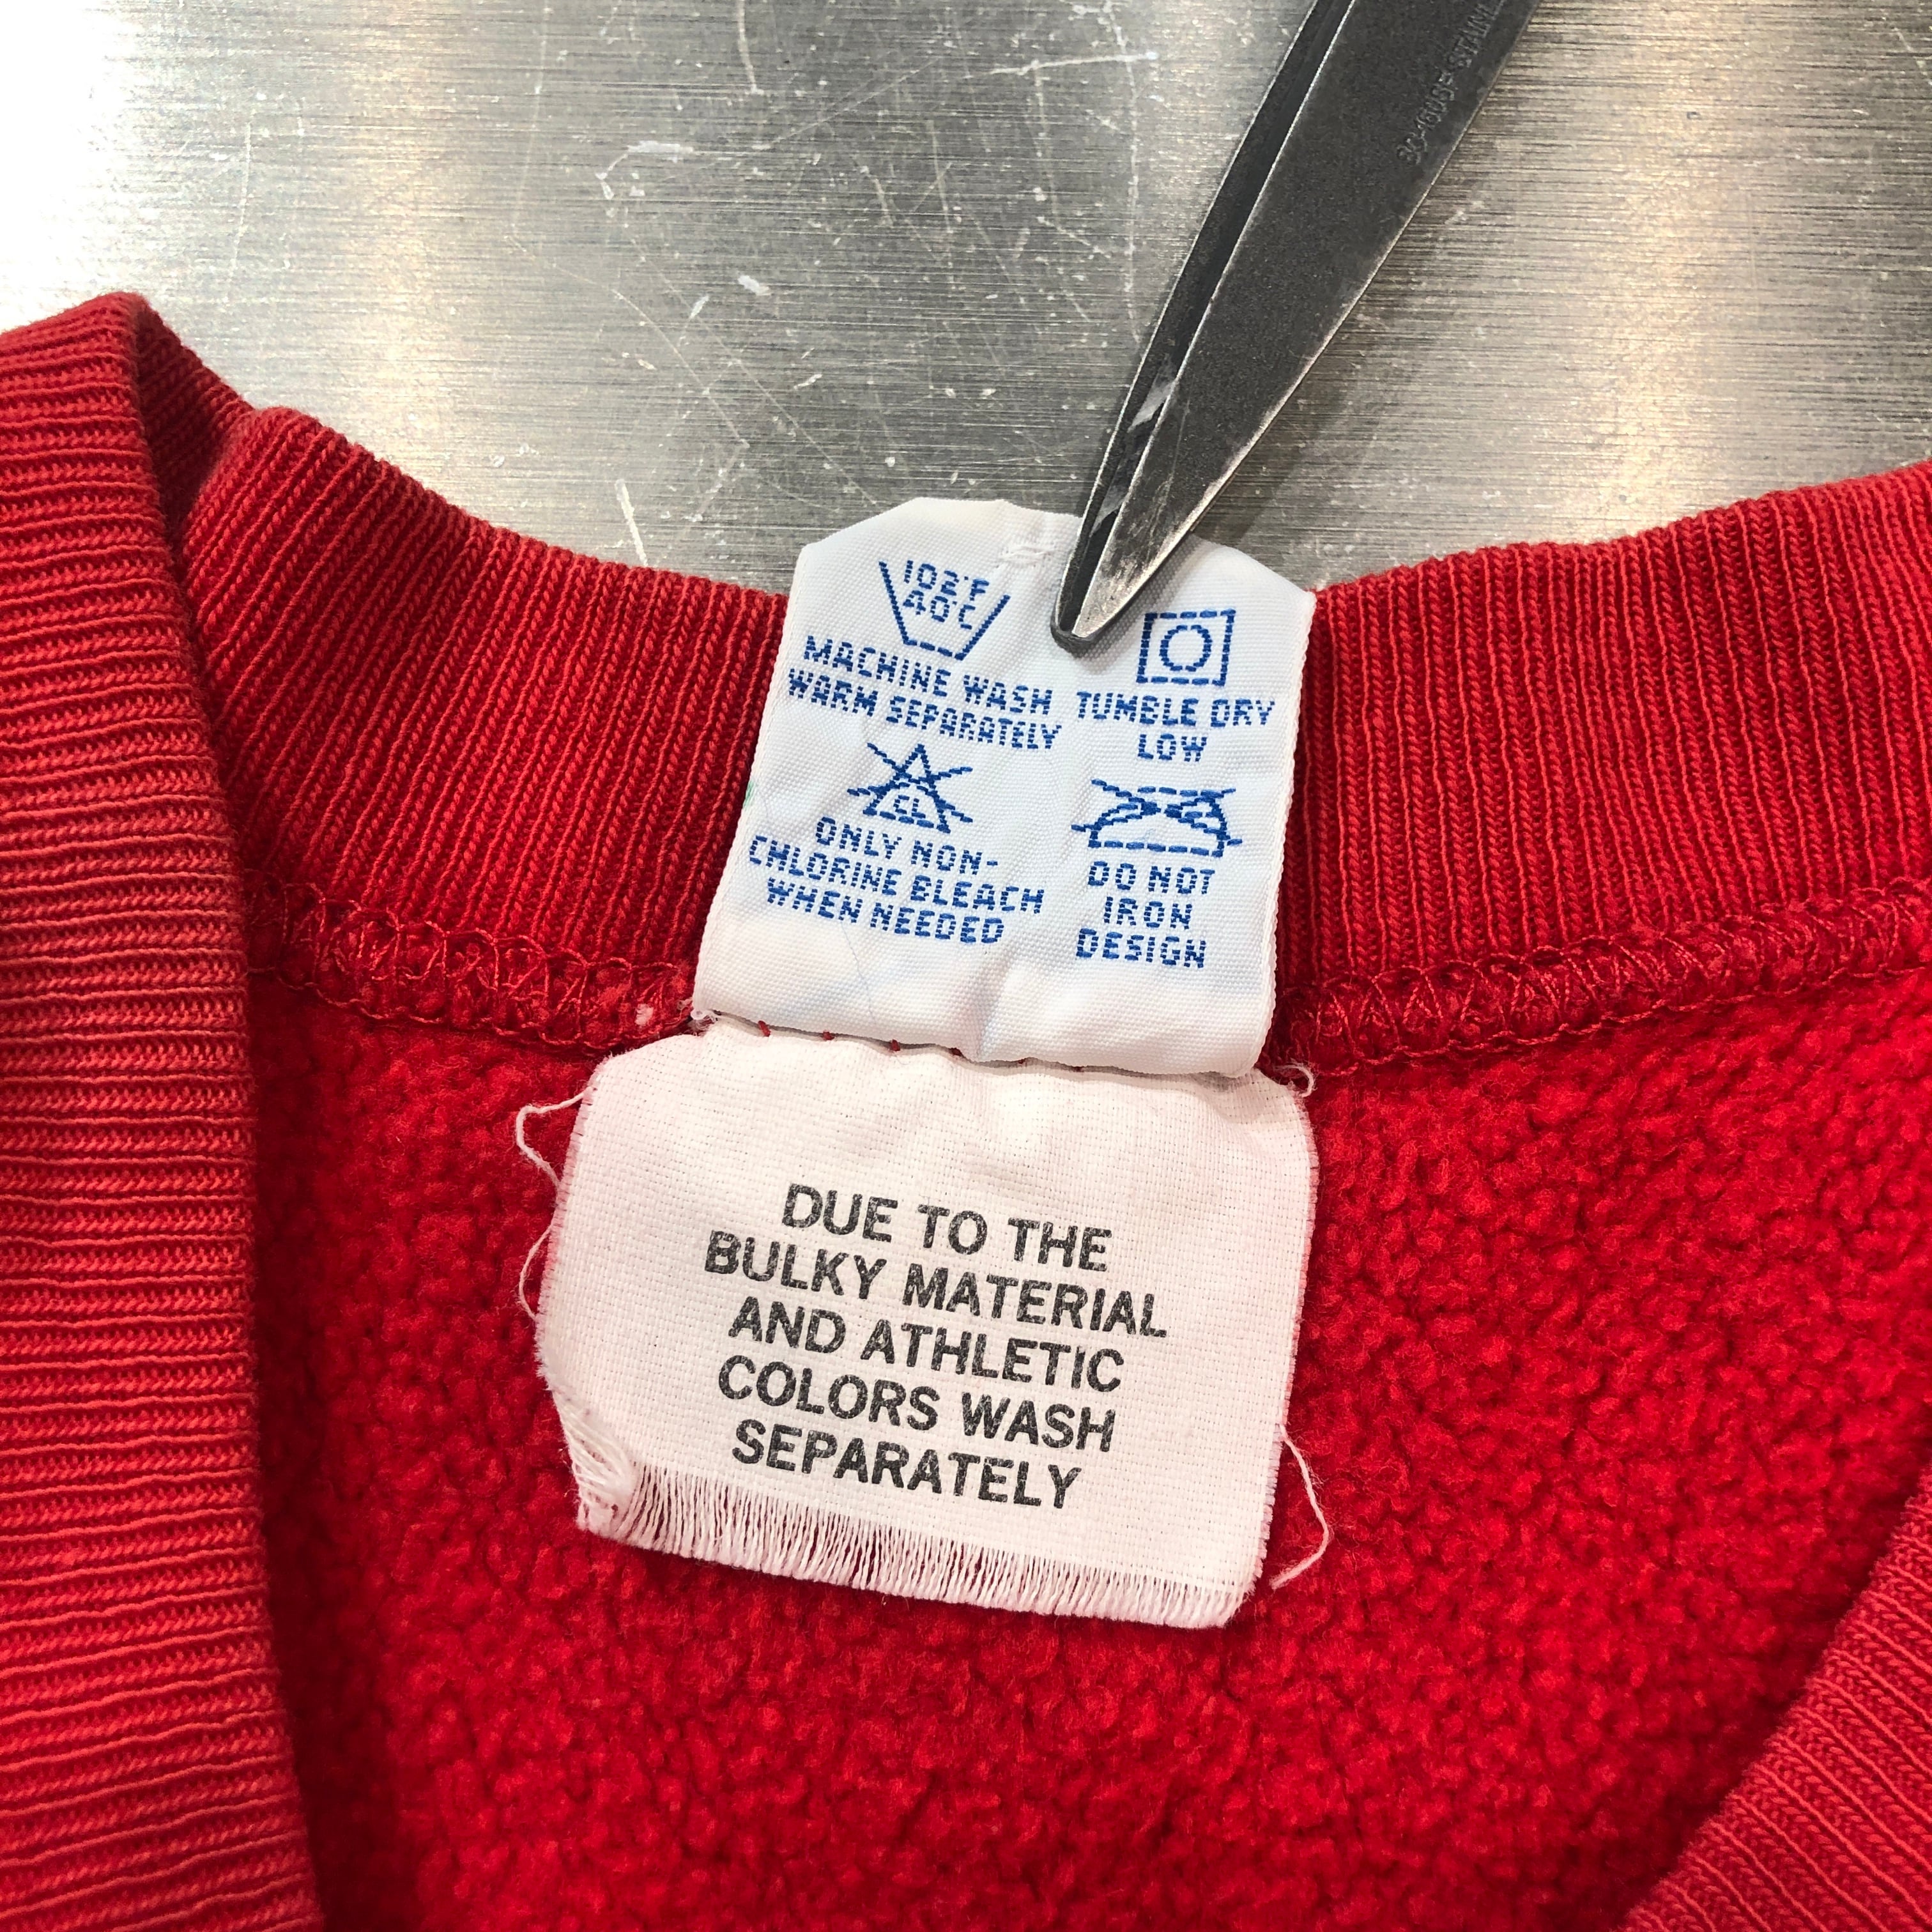 102°F
40°C
MACHINE WASH
WARM SEPARATELY
TUMBLE DRY
LOW
CL
ONLY NON-
CHLORINE BLEACH
WHEN NEEDED
DO NOT
IRON
DESIGN
DUE TO THE
BULKY MATERIAL
AND ATHLETIC
COLORS WASH
SEPARATELY